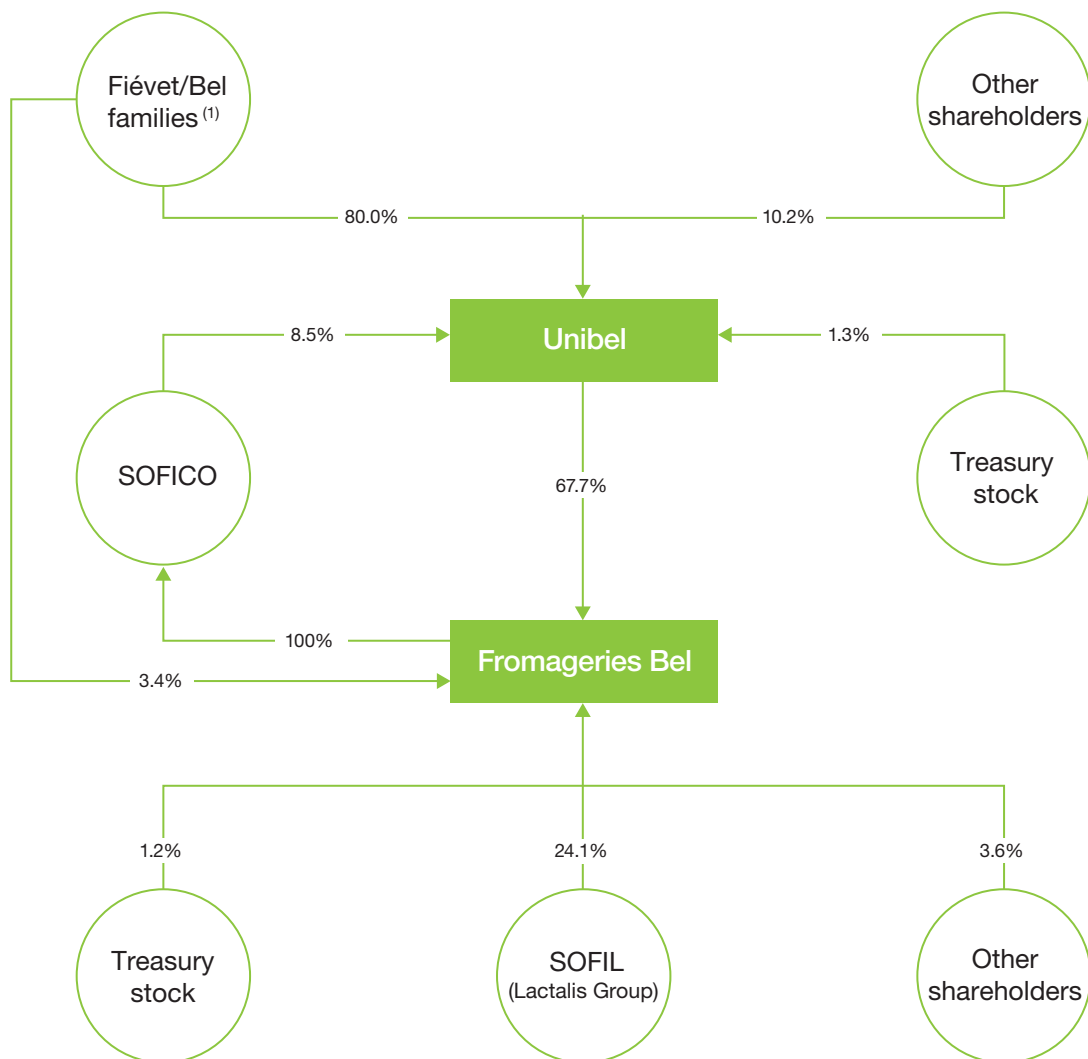 Fiévet/Bel
families (1)
Other
shareholders
80.0%
10.2%
8.5%
Unibel
1.3%
SOFICO
67.7%
Treasury
stock
100%
Fromageries Bel
3.4%
1.2%
24.1%
3.6%
Treasury
stock
SOFIL
(Lactalis Group)
Other
shareholders